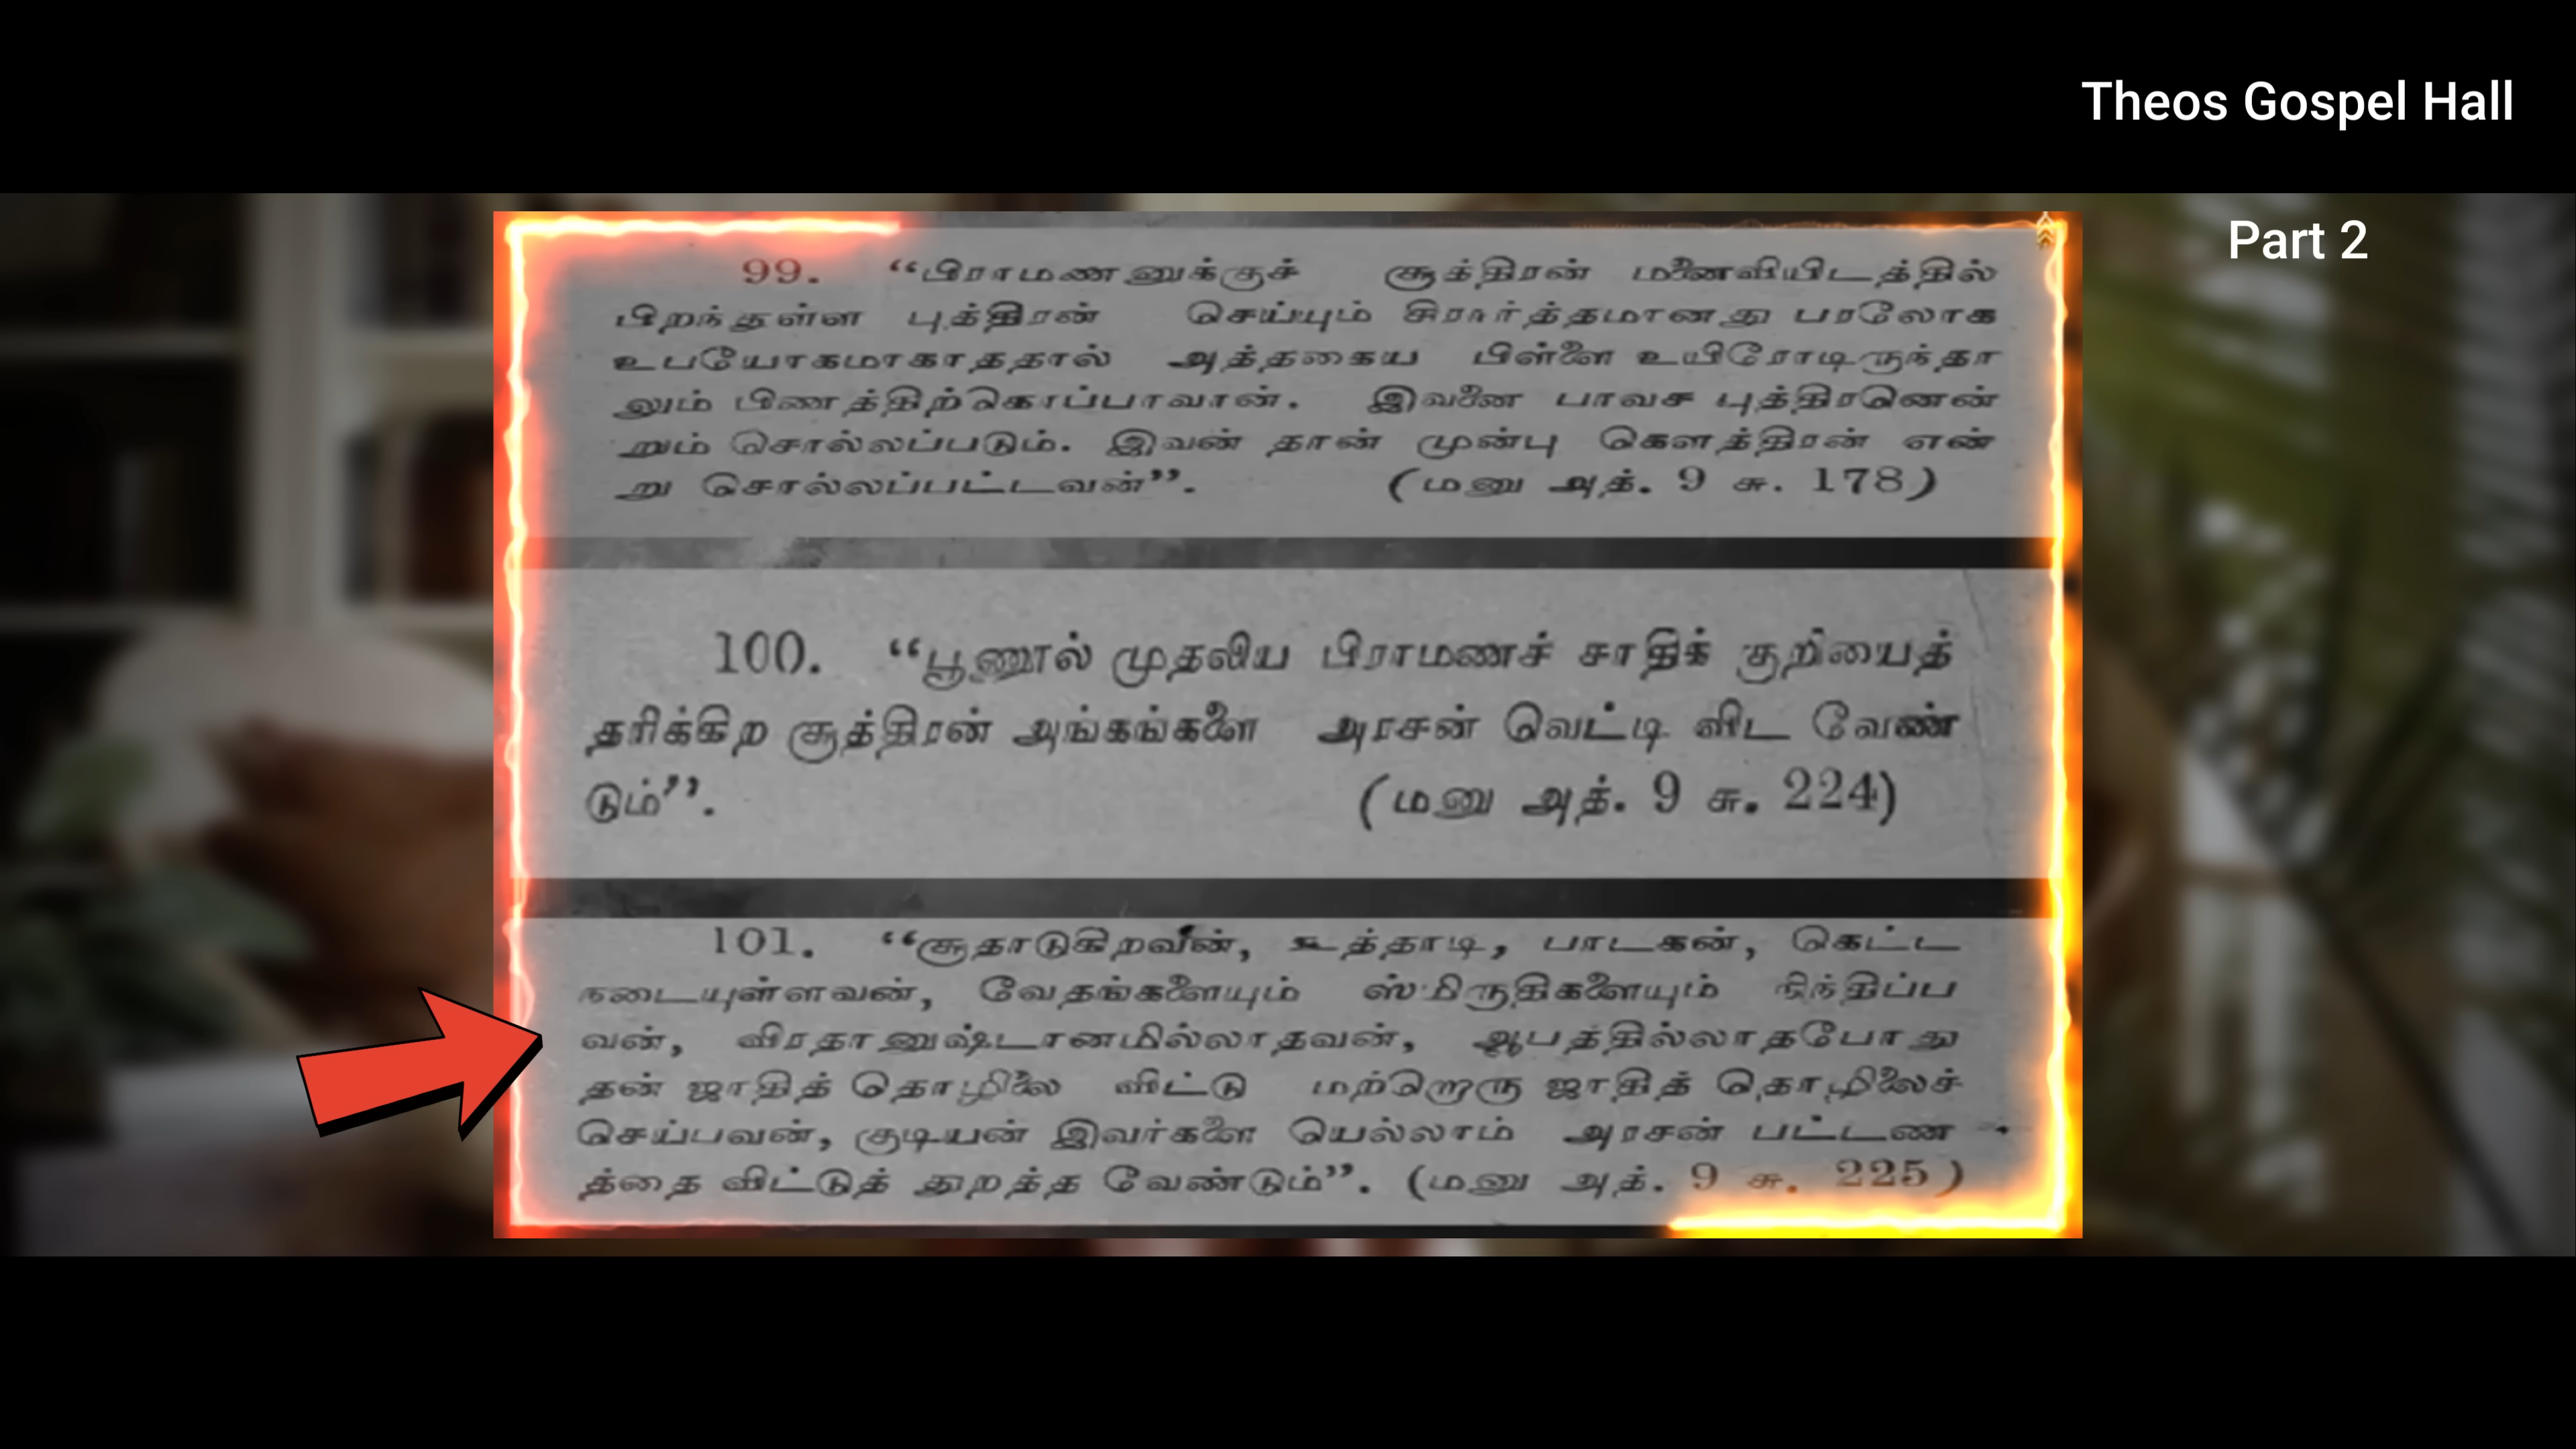 Theos Gospel Hall
Part 2
99. “பிராமணனுக்குச் சூத்திரன் மனைவியிடத்தில்
பிறந்துள்ள புத்திரன் செய்யும் சிரார்த்தமானது பரலோக
உபயோகமாகாததால் அத்தகைய பிள்ளை உயிரோடிருந்தா
லும் பிணத்திற்கொப்பாவான். இவனை பாவச புத்திரனென்
றும் சொல்லப்படும். இவன் தான் முன்பு கௌத்திரன் என்
று சொல்லப்பட்டவன்”. (மனு அத். 9 சு. 178)
100. “பூணூல் முதலிய பிராமணச் சாதிக் குறியைத்
தரிக்கிற சூத்திரன் அங்கங்களை அரசன் வெட்டி விட வேண்
டும்”. (மனு அத். 9 சு. 224)
101. “சூதாடுகிறவன், கூத்தாடி, பாடகன், கெட்ட
நடையுள்ளவன், வேதங்களையும் ஸ்மிருதிகளையும் நிந்திப்ப
வன், விரதானுஷ்டானமில்லாதவன், ஆபத்தில்லாதபோது
தன் ஜாதித் தொழிலை விட்டு மற்றொரு ஜாதித் தொழிலைச்
செய்பவன், குடியன் இவர்களை யெல்லாம் அரசன் பட்டண
த்தை விட்டுத் துறத்த வேண்டும்”. (மனு அத். 9 சு. 225)